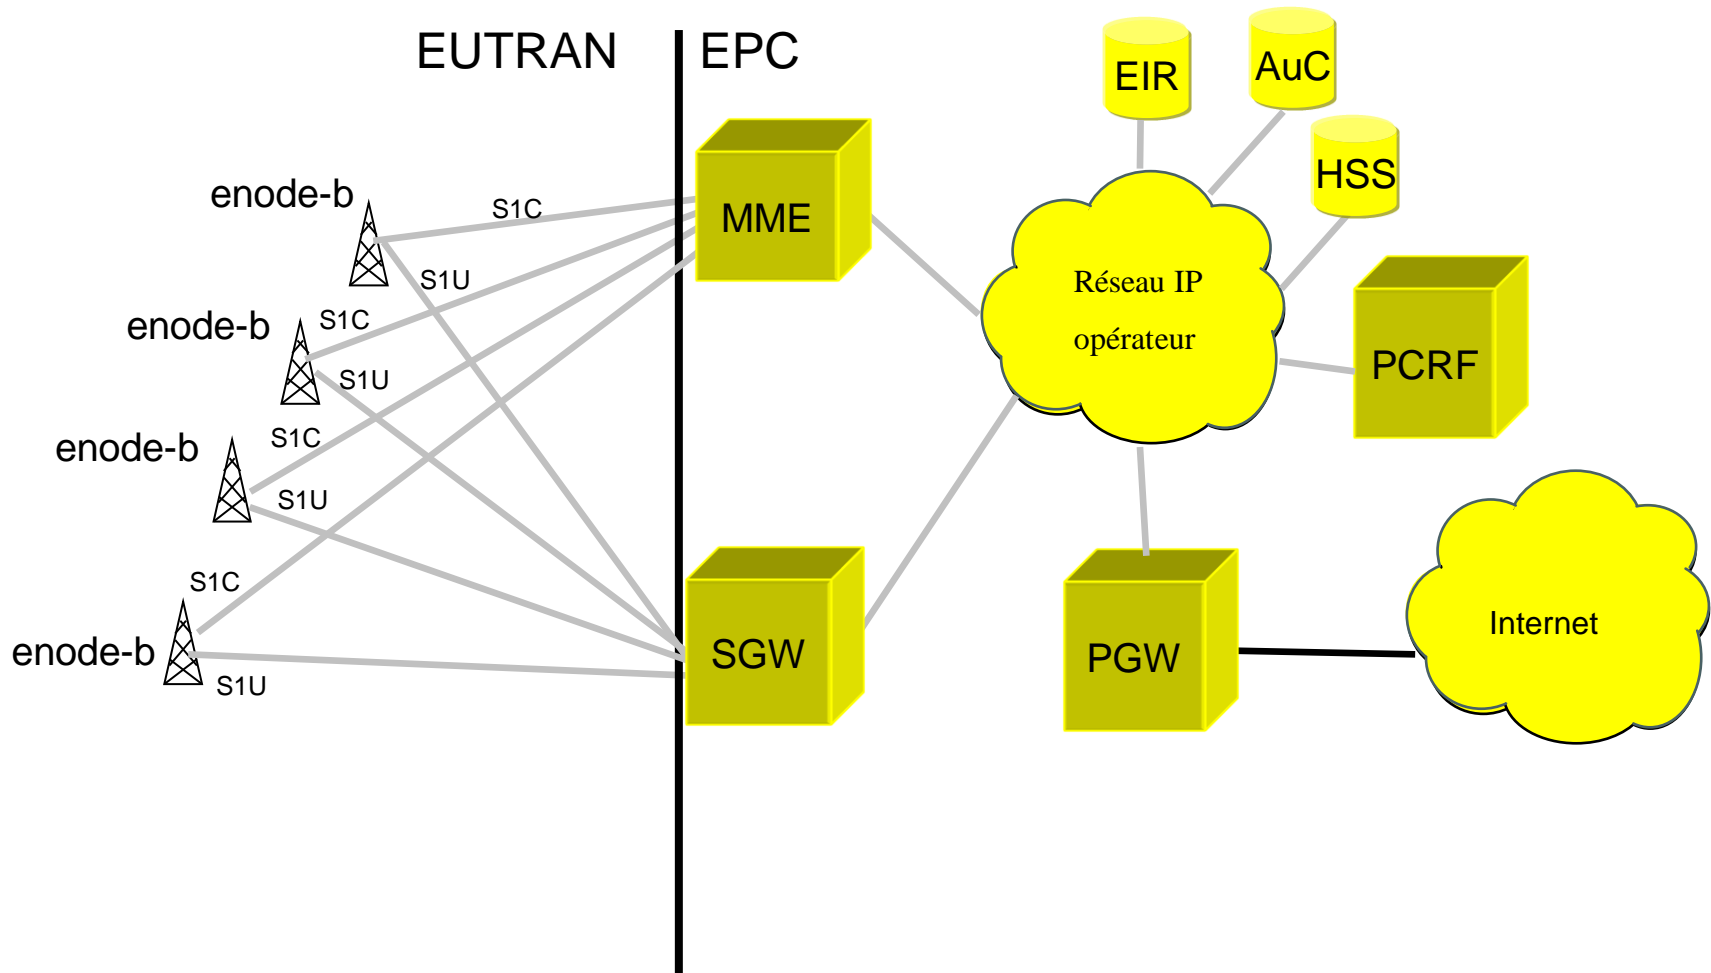 EUTRAN
EPC
EIR
AuC
HSS
enode-b
S1C
MME
S1U
Réseau IP
opérateur
enode-b
S1C
S1U
PCRF
enode-b
S1C
S1U
S1C
enode-b
S1U
SGW
PGW
Internet